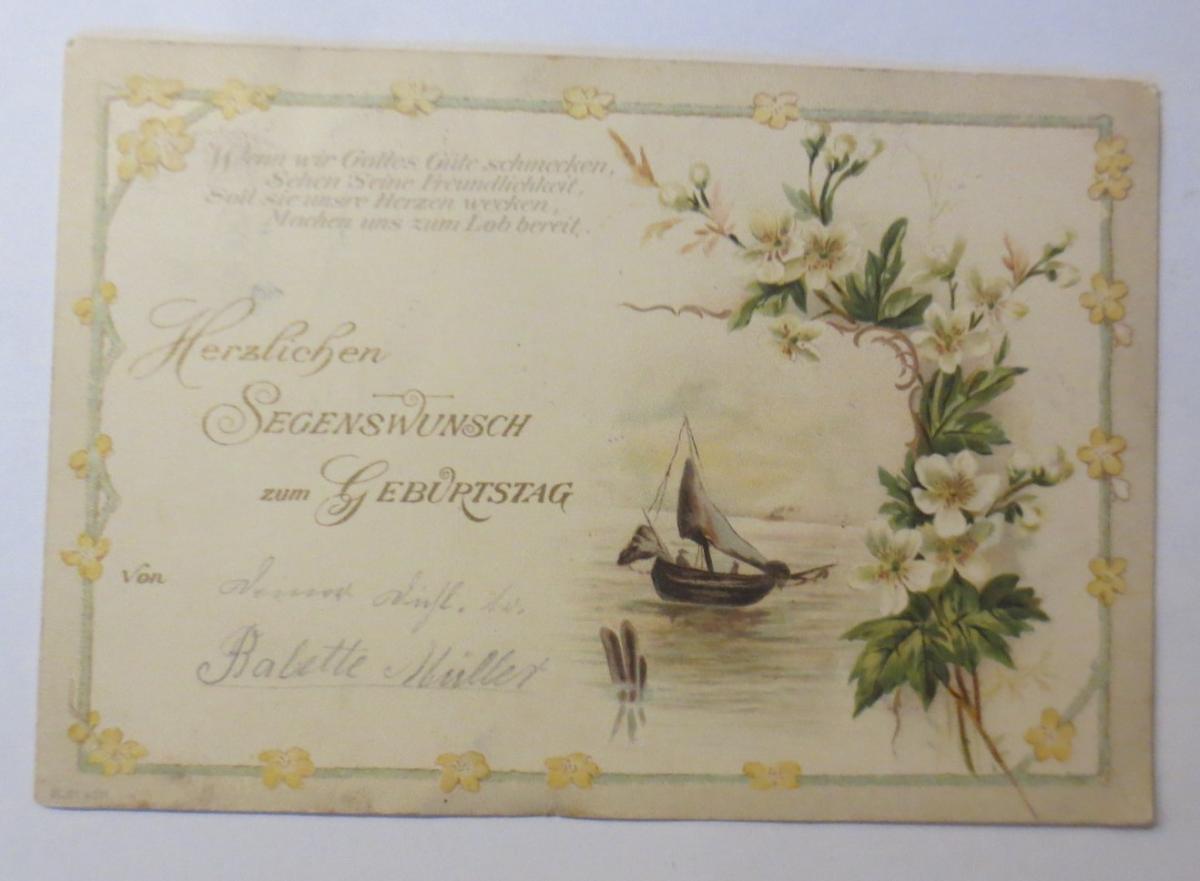 Wenn wir Gottes Güte schmecken,
Sehen Seine Freundlichkeit,
Soll sie unsre Herzen wecken,
Machen uns zum Lob bereit.
Herzlichen
SEGENSWUNSCH
zum GEBURTSTAG
Von
Babette Müller